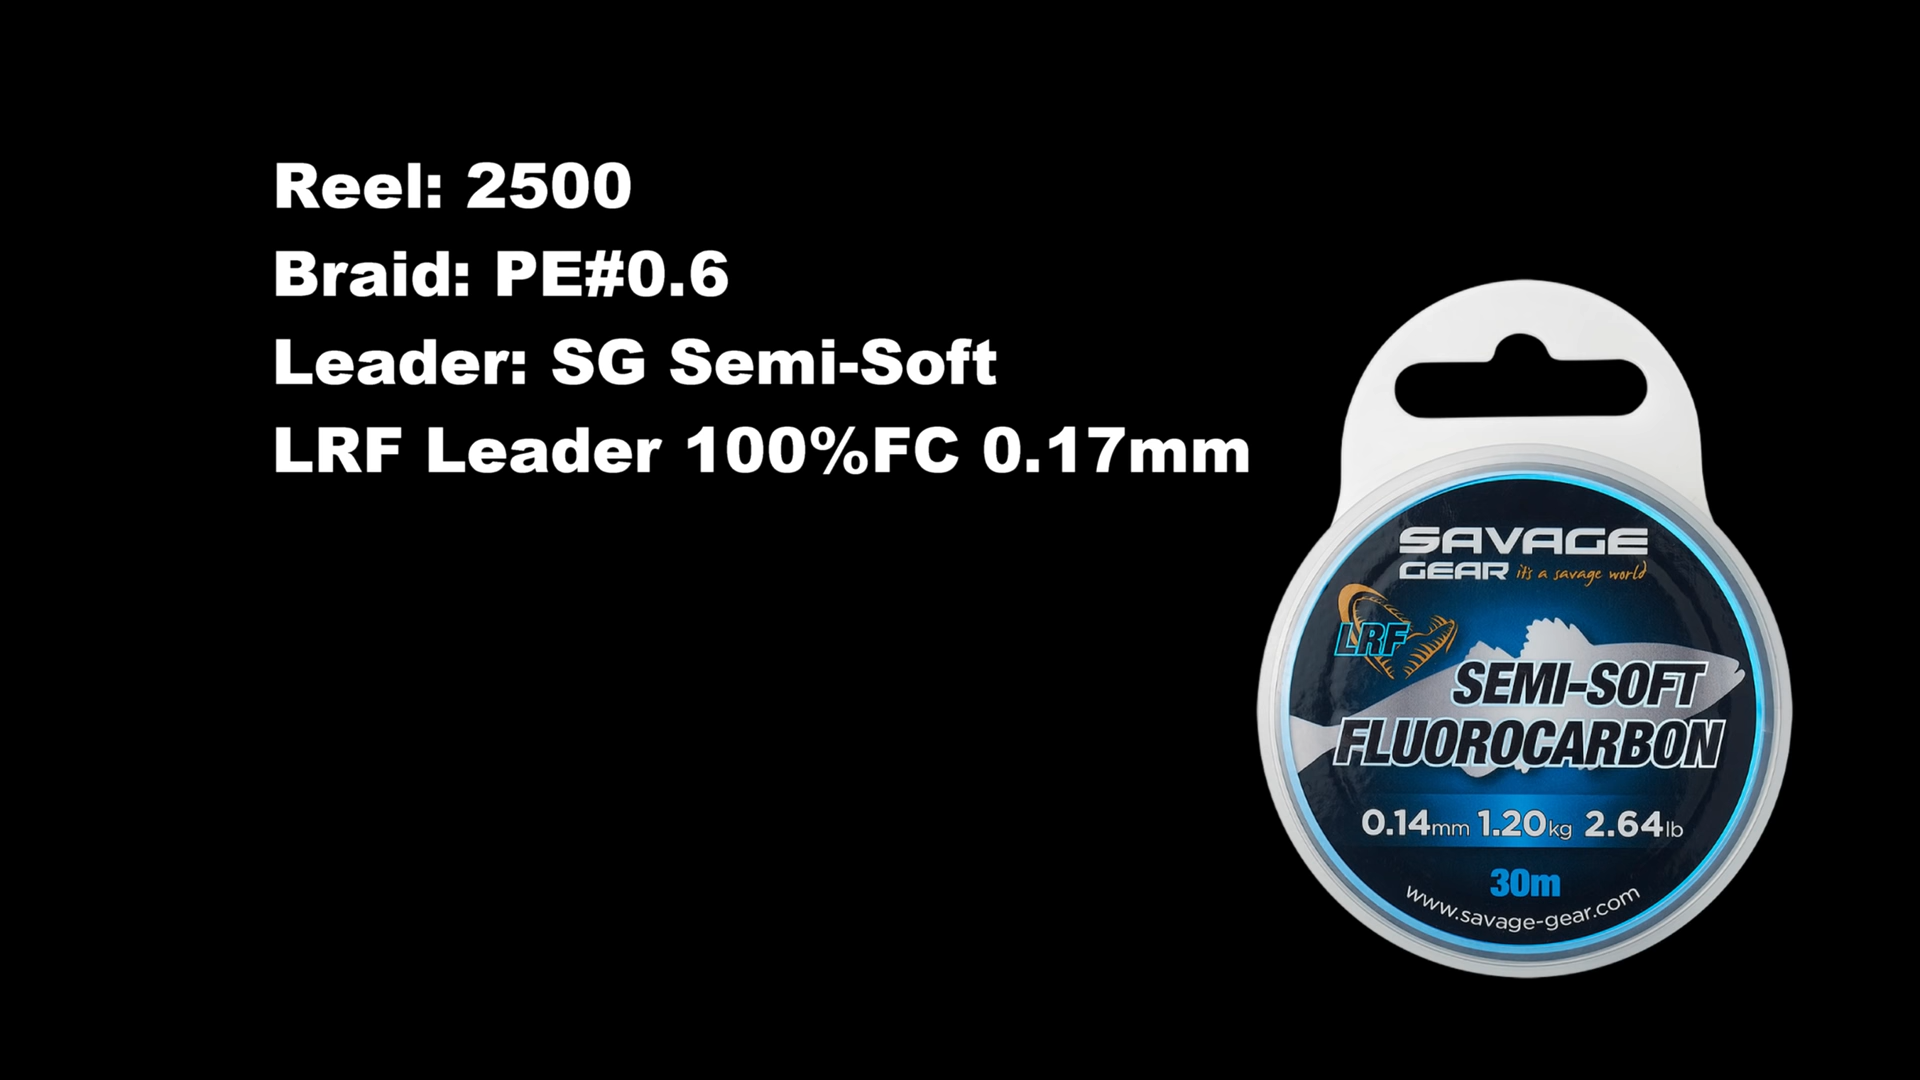 Reel: 2500
Braid: PE#0.6
Leader: SG Semi-Soft
LRF Leader 100%FC 0.17mm
SAVAGE
GEAR it's a savage world
LRF
SEMI-SOFT
FLUOROCARBON
0.14mm 1.20kg 2.64lb
30m
www.savage-gear.com